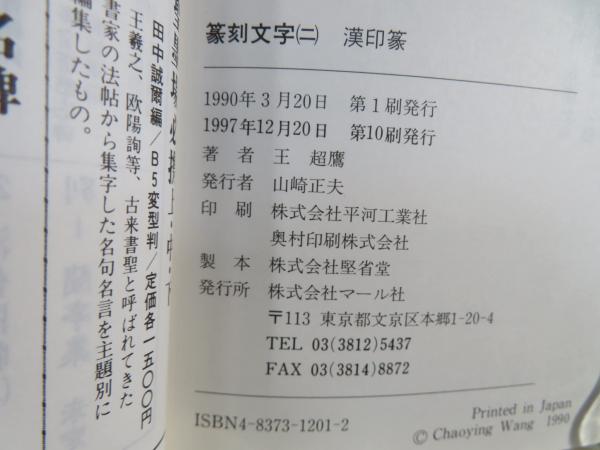 篆刻文字㈡ 漢印篆
1990年3月20日 第1刷発行
1997年12月20日 第10刷発行
著者 王 超鷹
発行者 山崎正夫
印刷 株式会社平河工業社
奥村印刷株式会社
製本 株式会社堅省堂
発行所 株式会社マール社
〒113 東京都文京区本郷1-20-4
TEL 03(3812)5437
FAX 03(3814)8872
ISBN4-8373-1201-2
Printed in Japan
© Chaoying Wang 1990
田中誠爾編/B5変型判/定価各一五〇〇円
王羲之、欧陽詢等、古来書聖と呼ばれてきた
書家の法帖から集字した名句名言を主題別に
編集したもの。